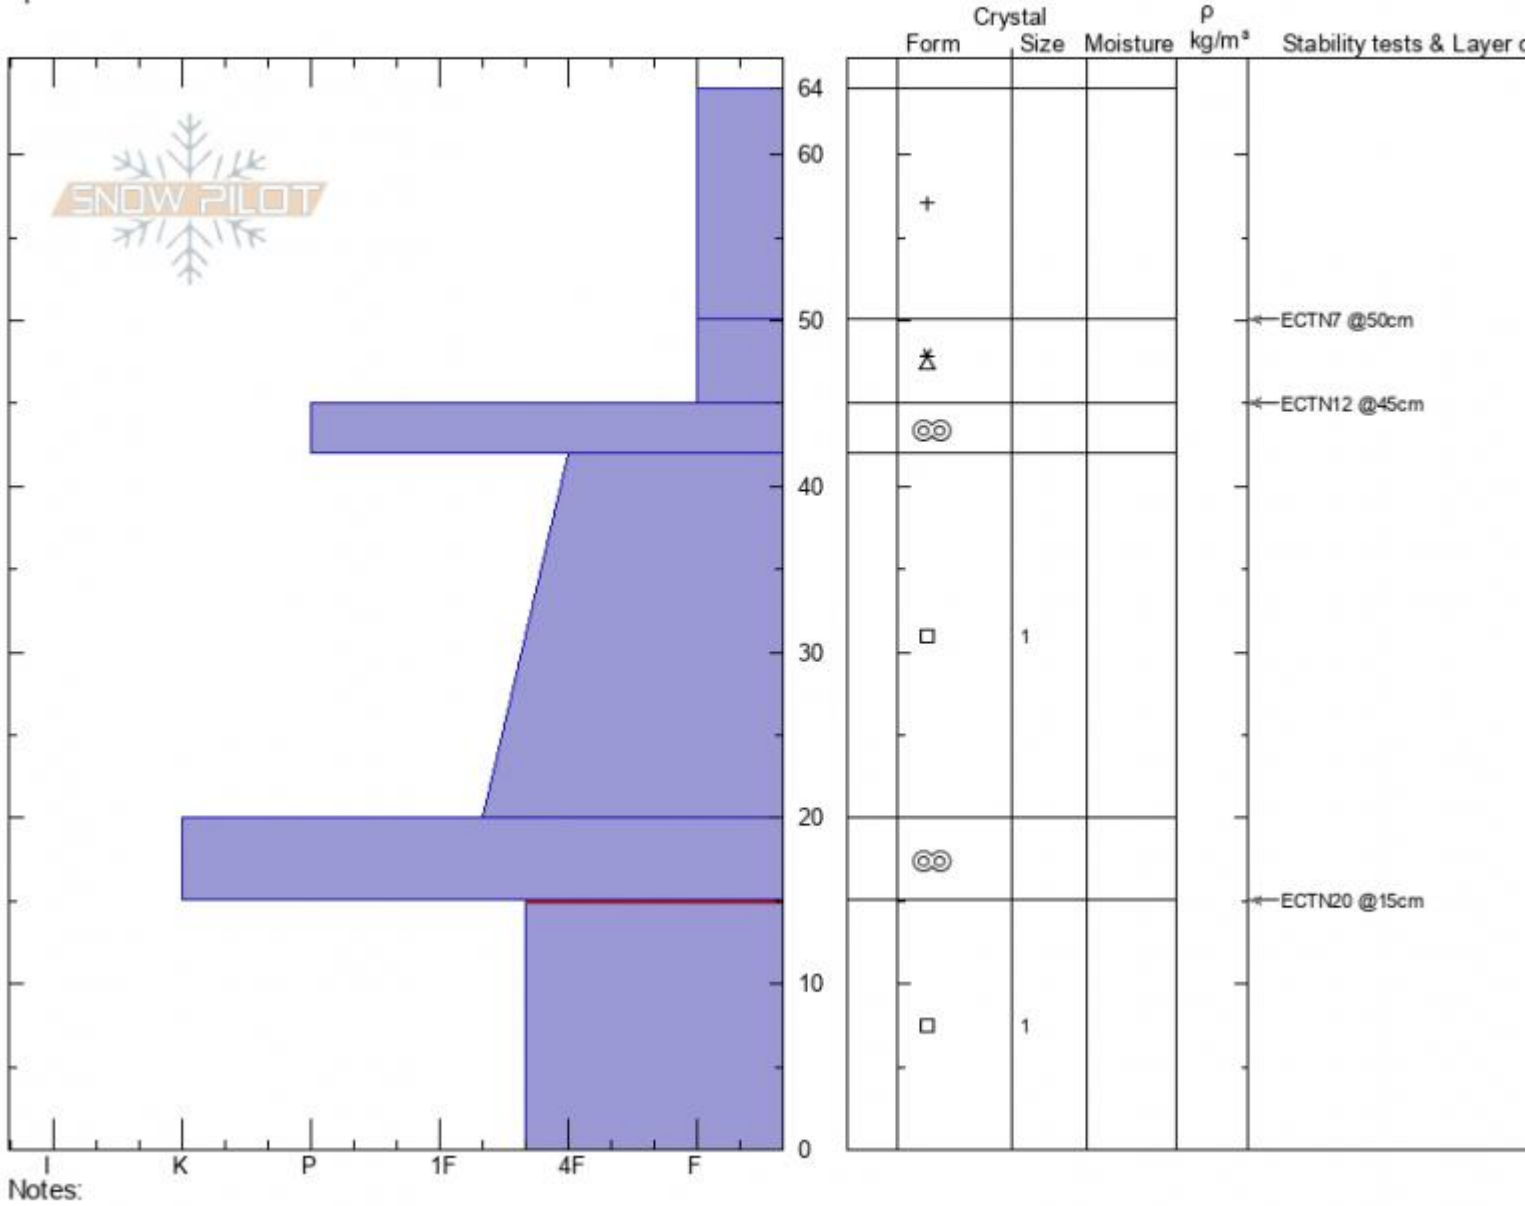 Crystal
ρ
Form Size Moisture kg/m³ Stability tests & Layer
64
SNOW PILOT
60
50
ECTN7 @50cm
ECTN12 @45cm
40
1
30
20
ECTN20 @15cm
10
1
0
I K P 1F 4F F
Notes: